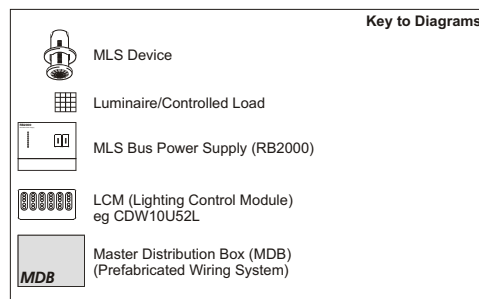 Key to Diagrams
MLS Device
Luminaire/Controlled Load
MLS Bus Power Supply (RB2000)
LCM (Lighting Control Module)
eg CDW10U52L
Master Distribution Box (MDB)
(Prefabricated Wiring System)
MDB